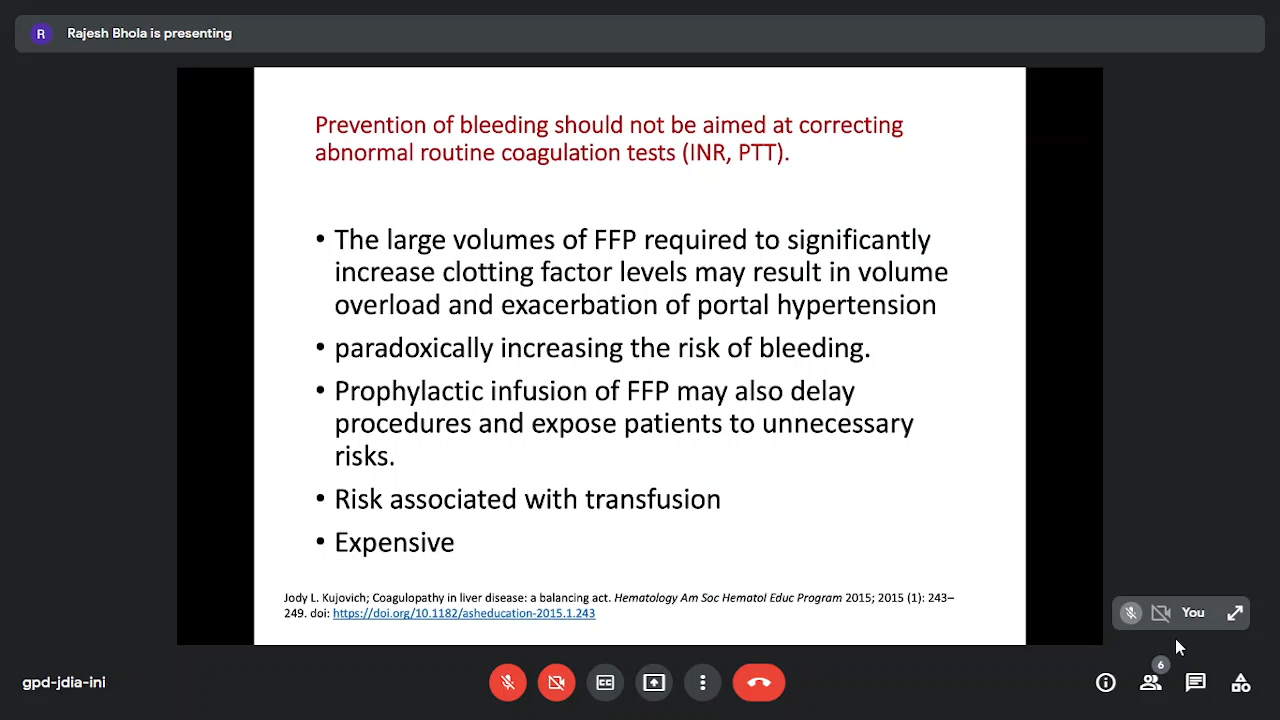 R Rajesh Bhola is presenting
Prevention of bleeding should not be aimed at correcting
abnormal routine coagulation tests (INR, PTT).
• The large volumes of FFP required to significantly
increase clotting factor levels may result in volume
overload and exacerbation of portal hypertension
• paradoxically increasing the risk of bleeding.
• Prophylactic infusion of FFP may also delay
procedures and expose patients to unnecessary
risks.
• Risk associated with transfusion
• Expensive
Jody L. Kujovich; Coagulopathy in liver disease: a balancing act. Hematology Am Soc Hematol Educ Program 2015; 2015 (1): 243–
249. doi: https://doi.org/10.1182/asheducation-2015.1.243
You
6
gpd-jdia-ini
CC